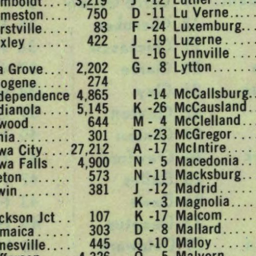 3,219
meston 750
rstville 83
xley 422
a Grove 2,202
ogene 274
dependence 4,865
dianola 5,145
wood 644
nia 301
wa City 27,212
wa Falls 4,900
eton 573
win 381
ckson Jct 107
maica 303
nesville 445
J -12 Luther
D -11 Lu Verne
F -24 Luxemburg
J -19 Luzerne
L -16 Lynnville
G - 8 Lytton
I -14 McCallsburg
K -26 McCausland
M - 4 McClelland
D -23 McGregor
A -17 McIntire
N - 5 Macedonia
N -11 Macksburg
J -12 Madrid
K - 3 Magnolia
K -17 Malcom
D - 8 Mallard
Q -10 Maloy